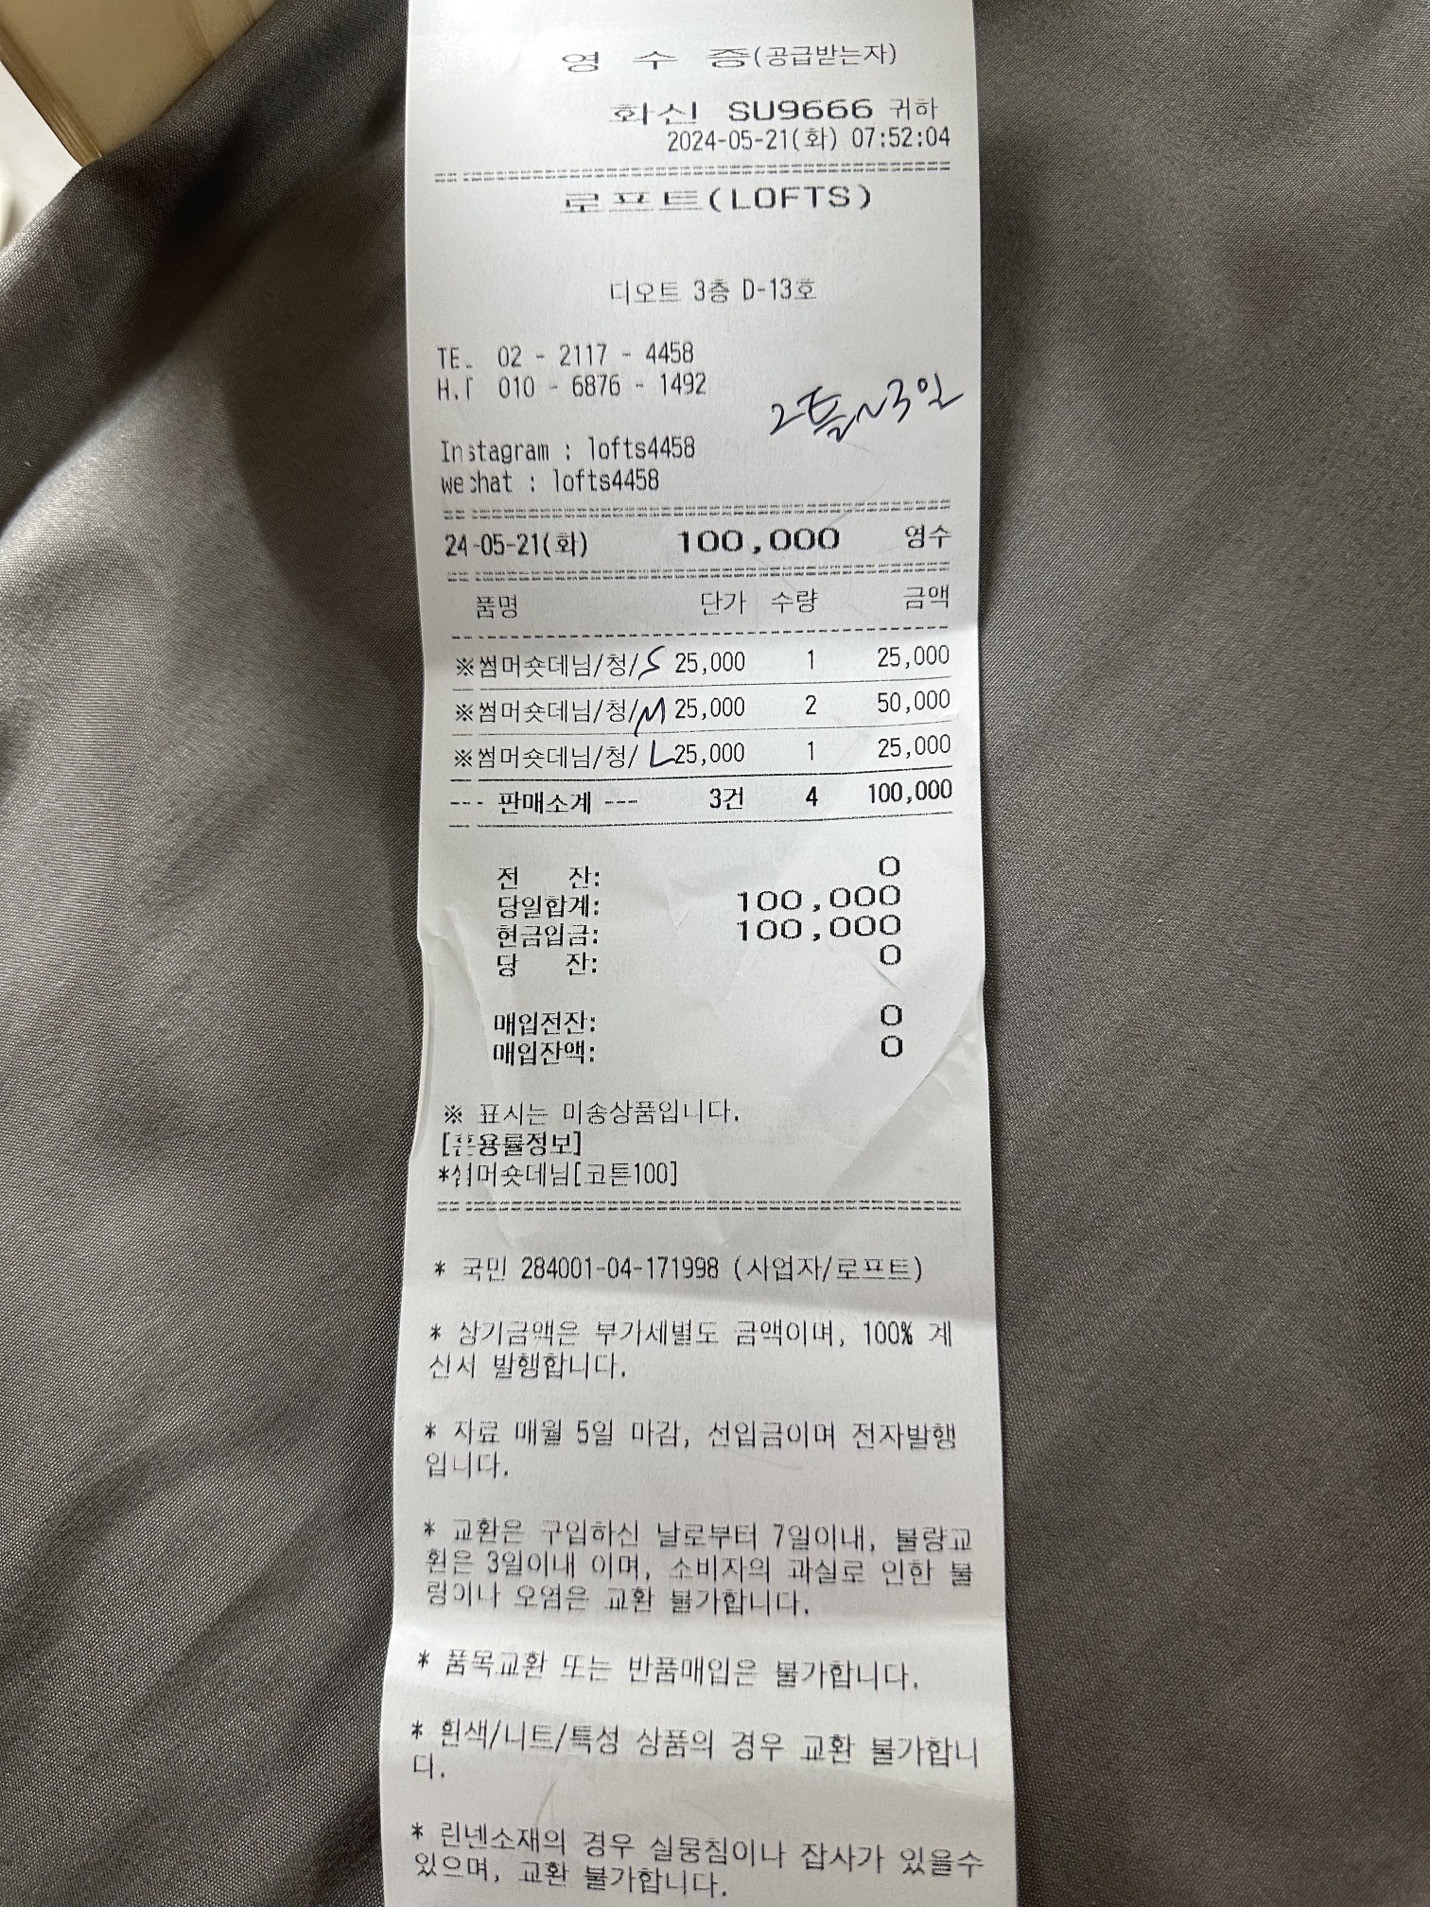 영 수 증(공급받는자)
화신 SU9666 귀하
2024-05-21(화) 07:52:04
로프트(LOFTS)
디오트 3층 D-13호
TEL 02 - 2117 - 4458
H.T 010 - 6876 - 1492
2틀~3일
Instagram : lofts4458
wechat : lofts4458
24-05-21(화) 100,000 영수
품명 단가 수량 금액
※썸머숏데님/청/S 25,000 1 25,000
※썸머숏데님/청/M 25,000 2 50,000
※썸머숏데님/청/ L 25,000 1 25,000
--- 판매소계 --- 3건 4 100,000
전 잔: 0
당일합계: 100,000
현금입금: 100,000
당 잔: 0
매입전잔: 0
매입잔액: 0
※ 표시는 미송상품입니다.
[혼용률정보]
*썸머숏데님[코튼100]
* 국민 284001-04-171998 (사업자/로프트)
* 상기금액은 부가세별도 금액이며, 100% 계
산서 발행합니다.
* 자료 매월 5일 마감, 선입금이며 전자발행
입니다.
* 교환은 구입하신 날로부터 7일이내, 불량교
환은 3일이내 이며, 소비자의 과실로 인한 불
량이나 오염은 교환 불가합니다.
* 품목교환 또는 반품매입은 불가합니다.
* 흰색/니트/특성 상품의 경우 교환 불가합니
다.
* 린넨소재의 경우 실뭉침이나 잡사가 있을수
있으며, 교환 불가합니다.